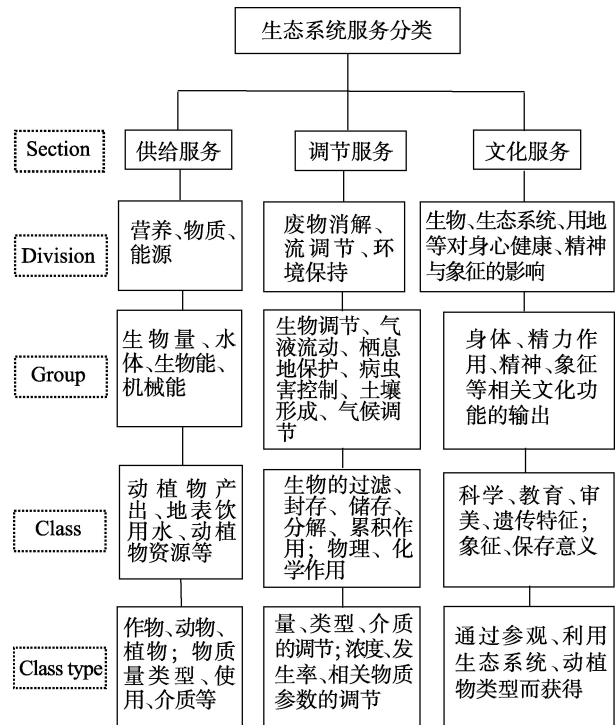 生态系统服务分类
Section
供给服务
调节服务
文化服务
Division
营养、物质、
能源
废物消解、
流调节、环
境保持
生物、生态系统、用地
等对身心健康、精神
与象征的影响
Group
生物量、水
体、生物能、
机械能
生物调节、气
液流动、栖息
地保护、病虫
害控制、土壤
形成、气候调
节
身体、精力作
用、精神、象征
等相关文化功
能的输出
Class
动植物产
出、地表饮
用水、动植
物资源等
生物的过滤、
封存、储存、
分解、累积作
用；物理、化
学作用
科学、教育、审
美、遗传特征；
象征、保存意义
Class type
作物、动物、
植物；物质
量类型、使
用、介质等
量、类型、介质
的调节；浓度、发
生率、相关物质
参数的调节
通过参观、利用
生态系统、动植
物类型而获得